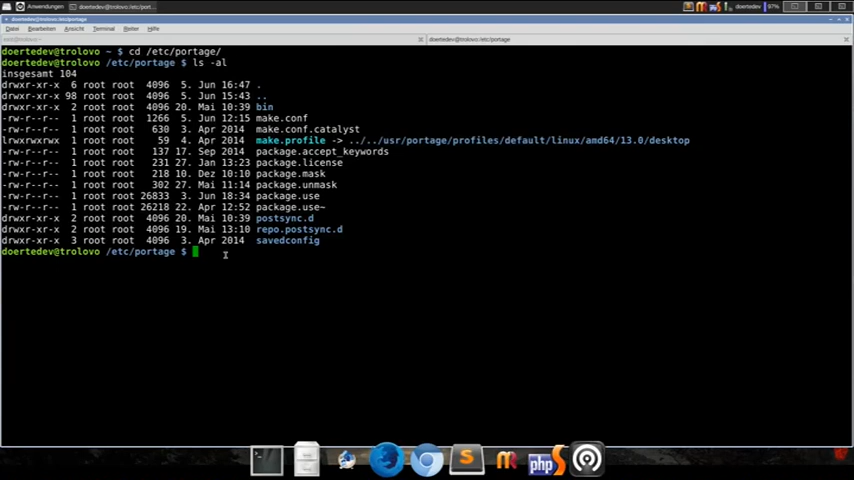 Anwendungen doertedev@trolovo:/etc/port... doertedev 97%
doertedev@trolovo:/etc/portage
Datei Bearbeiten Ansicht Terminal Reiter Hilfe
doertedev@trolovo:/etc/portage
doertedev@trolovo ~ $ cd /etc/portage/
doertedev@trolovo /etc/portage $ ls -al
insgesamt 104
drwxr-xr-x 6 root root 4096 5. Jun 16:47 .
drwxr-xr-x 98 root root 4096 5. Jun 15:43 ..
drwxr-xr-x 2 root root 4096 20. Mai 10:39 bin
-rw-r--r-- 1 root root 1266 5. Jun 12:15 make.conf
-rw-r--r-- 1 root root 630 3. Apr 2014 make.conf.catalyst
lrwxrwxrwx 1 root root 59 4. Apr 2014 make.profile -> ../../usr/portage/profiles/default/linux/amd64/13.0/desktop
-rw-r--r-- 1 root root 137 17. Sep 2014 package.accept_keywords
-rw-r--r-- 1 root root 231 27. Jan 13:23 package.license
-rw-r--r-- 1 root root 218 10. Dez 10:10 package.mask
-rw-r--r-- 1 root root 302 27. Mai 11:14 package.unmask
-rw-r--r-- 1 root root 26833 3. Jun 18:34 package.use
-rw-r--r-- 1 root root 26218 22. Apr 12:52 package.use~
drwxr-xr-x 2 root root 4096 20. Mai 10:39 postsync.d
drwxr-xr-x 2 root root 4096 19. Mai 13:10 repo.postsync.d
drwxr-xr-x 3 root root 4096 3. Apr 2014 savedconfig
doertedev@trolovo /etc/portage $
php